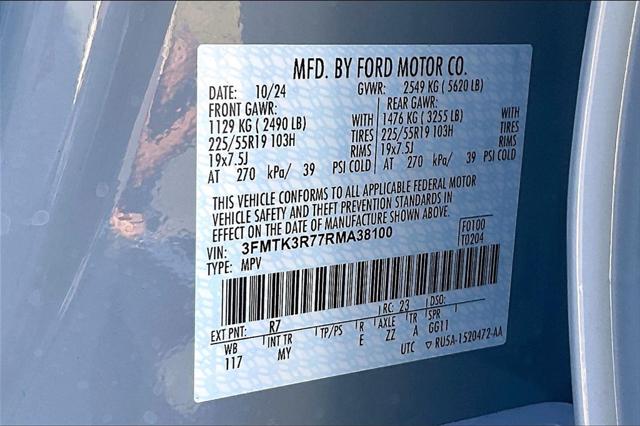 MFD. BY FORD MOTOR CO.
DATE: 10/24 GVWR: 2549 KG ( 5620 LB)
FRONT GAWR: REAR GAWR:
1129 KG ( 2490 LB) WITH 1476 KG ( 3255 LB) WITH
225/55R19 103H TIRES 225/55R19 103H TIRES
19x7.5J RIMS 19x7.5J RIMS
AT 270 kPa/ 39 PSI COLD AT 270 kPa/ 39 PSI COLD
THIS VEHICLE CONFORMS TO ALL APPLICABLE FEDERAL MOTOR
VEHICLE SAFETY AND THEFT PREVENTION STANDARDS IN
EFFECT ON THE DATE OF MANUFACTURE SHOWN ABOVE.
VIN: 3FMTK3R77RMA38100 F0100
TYPE: MPV T0204
EXT PNT: R7 RC: 23 DSO:
WB INT TR TP/PS R AXLE TR SPR
117 MY E ZZ A GG11
UTC ▽ RU5A-1520472-AA